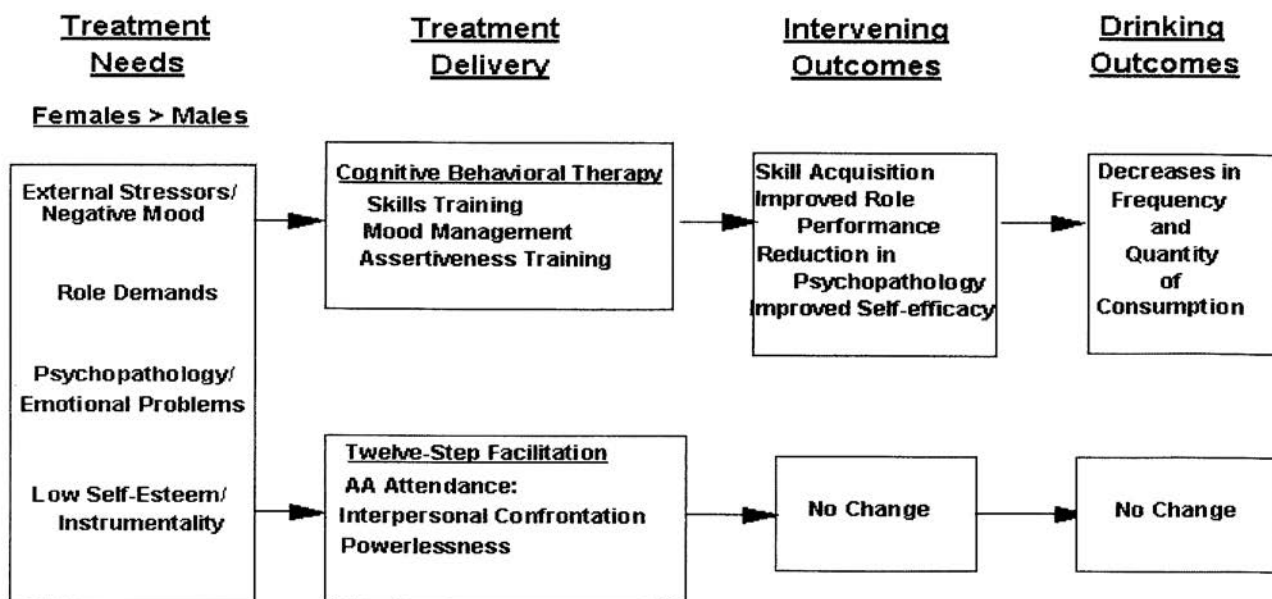 Treatment
Needs
Females > Males
External Stressors/
Negative Mood
Role Demands
Psychopathology/
Emotional Problems
Low Self-Esteem/
Instrumentality
Treatment
Delivery
Cognitive Behavioral Therapy
Skills Training
Mood Management
Assertiveness Training
Twelve-Step Facilitation
AA Attendance:
Interpersonal Confrontation
Powerlessness
Intervening
Outcomes
Skill Acquisition
Improved Role
Performance
Reduction in
Psychopathology
Improved Self-efficacy
No Change
Drinking
Outcomes
Decreases in
Frequency
and
Quantity
of
Consumption
No Change